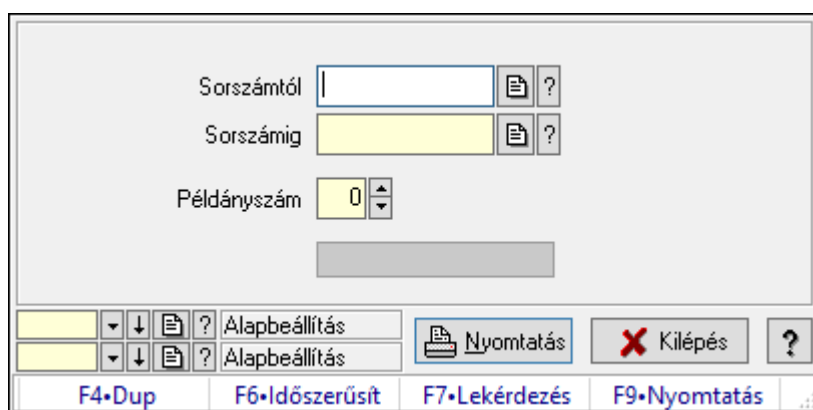 Sorszámtól ?
Sorszámig ?
Példányszám 0
? Alapbeállítás
? Alapbeállítás
Nyomtatás Kilépés ?
F4•Dup F6•Időszerűsít F7•Lekérdezés F9•Nyomtatás